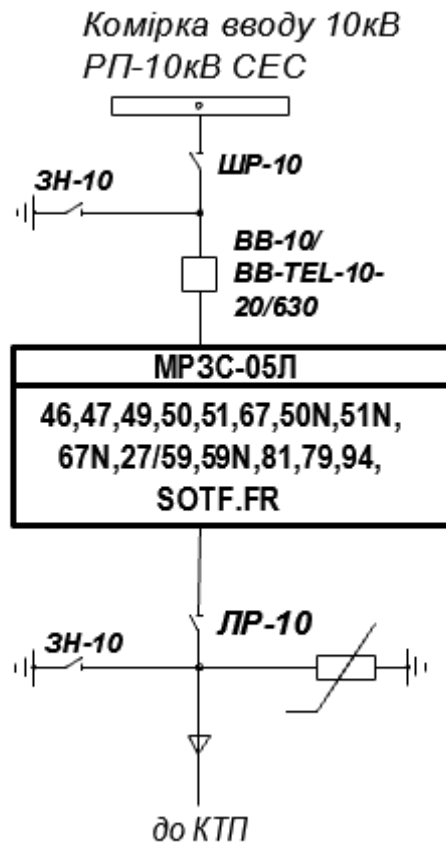 Комірка вводу 10кВ
РП-10кВ СЕС
ШР-10
ЗН-10
ВВ-10/
BB-TEL-10-
20/630
МРЗС-05Л
46,47,49,50,51,67,50N,51N,
67N,27/59,59N,81,79,94,
SOTF.FR
ЛР-10
ЗН-10
до КТП